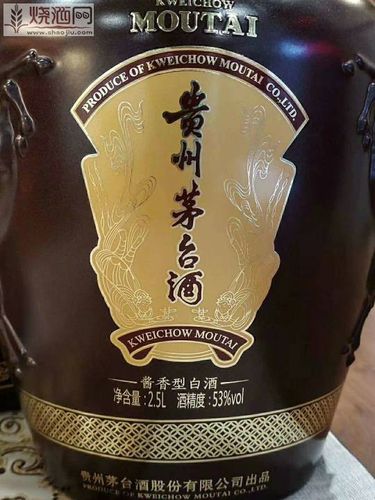 烧酒网
www.shaojiu.com
KWEICHOW
MOUTAI
PRODUCE OF KWEICHOW MOUTAI CO.,LTD.
贵州茅台酒
KWEICHOW MOUTAI
酱香型白酒
净含量:2.5L 酒精度:53%vol
贵州茅台酒股份有限公司出品
PRODUCE OF KWEICHOW MOUTAI CO.,LTD.